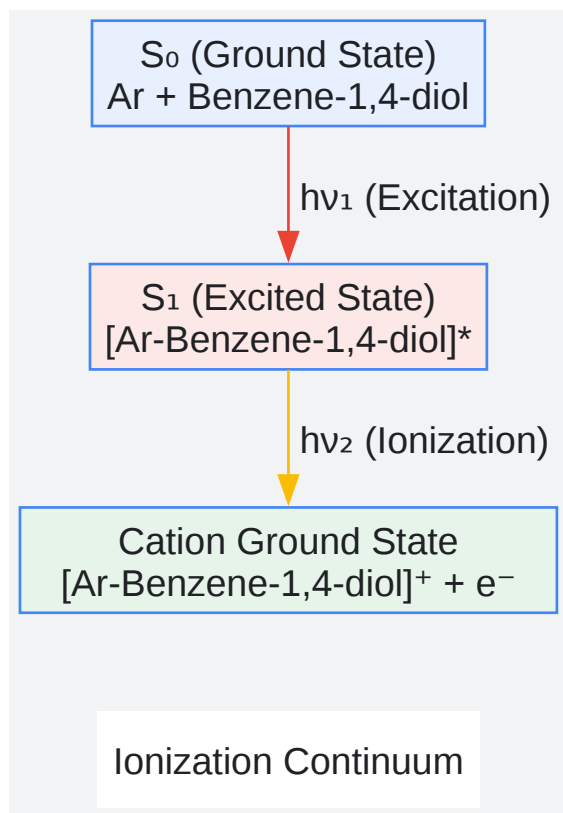 S₀ (Ground State)
Ar + Benzene-1,4-diol
hν₁ (Excitation)
S₁ (Excited State)
[Ar-Benzene-1,4-diol]*
hν₂ (Ionization)
Cation Ground State
[Ar-Benzene-1,4-diol]⁺ + e⁻
Ionization Continuum